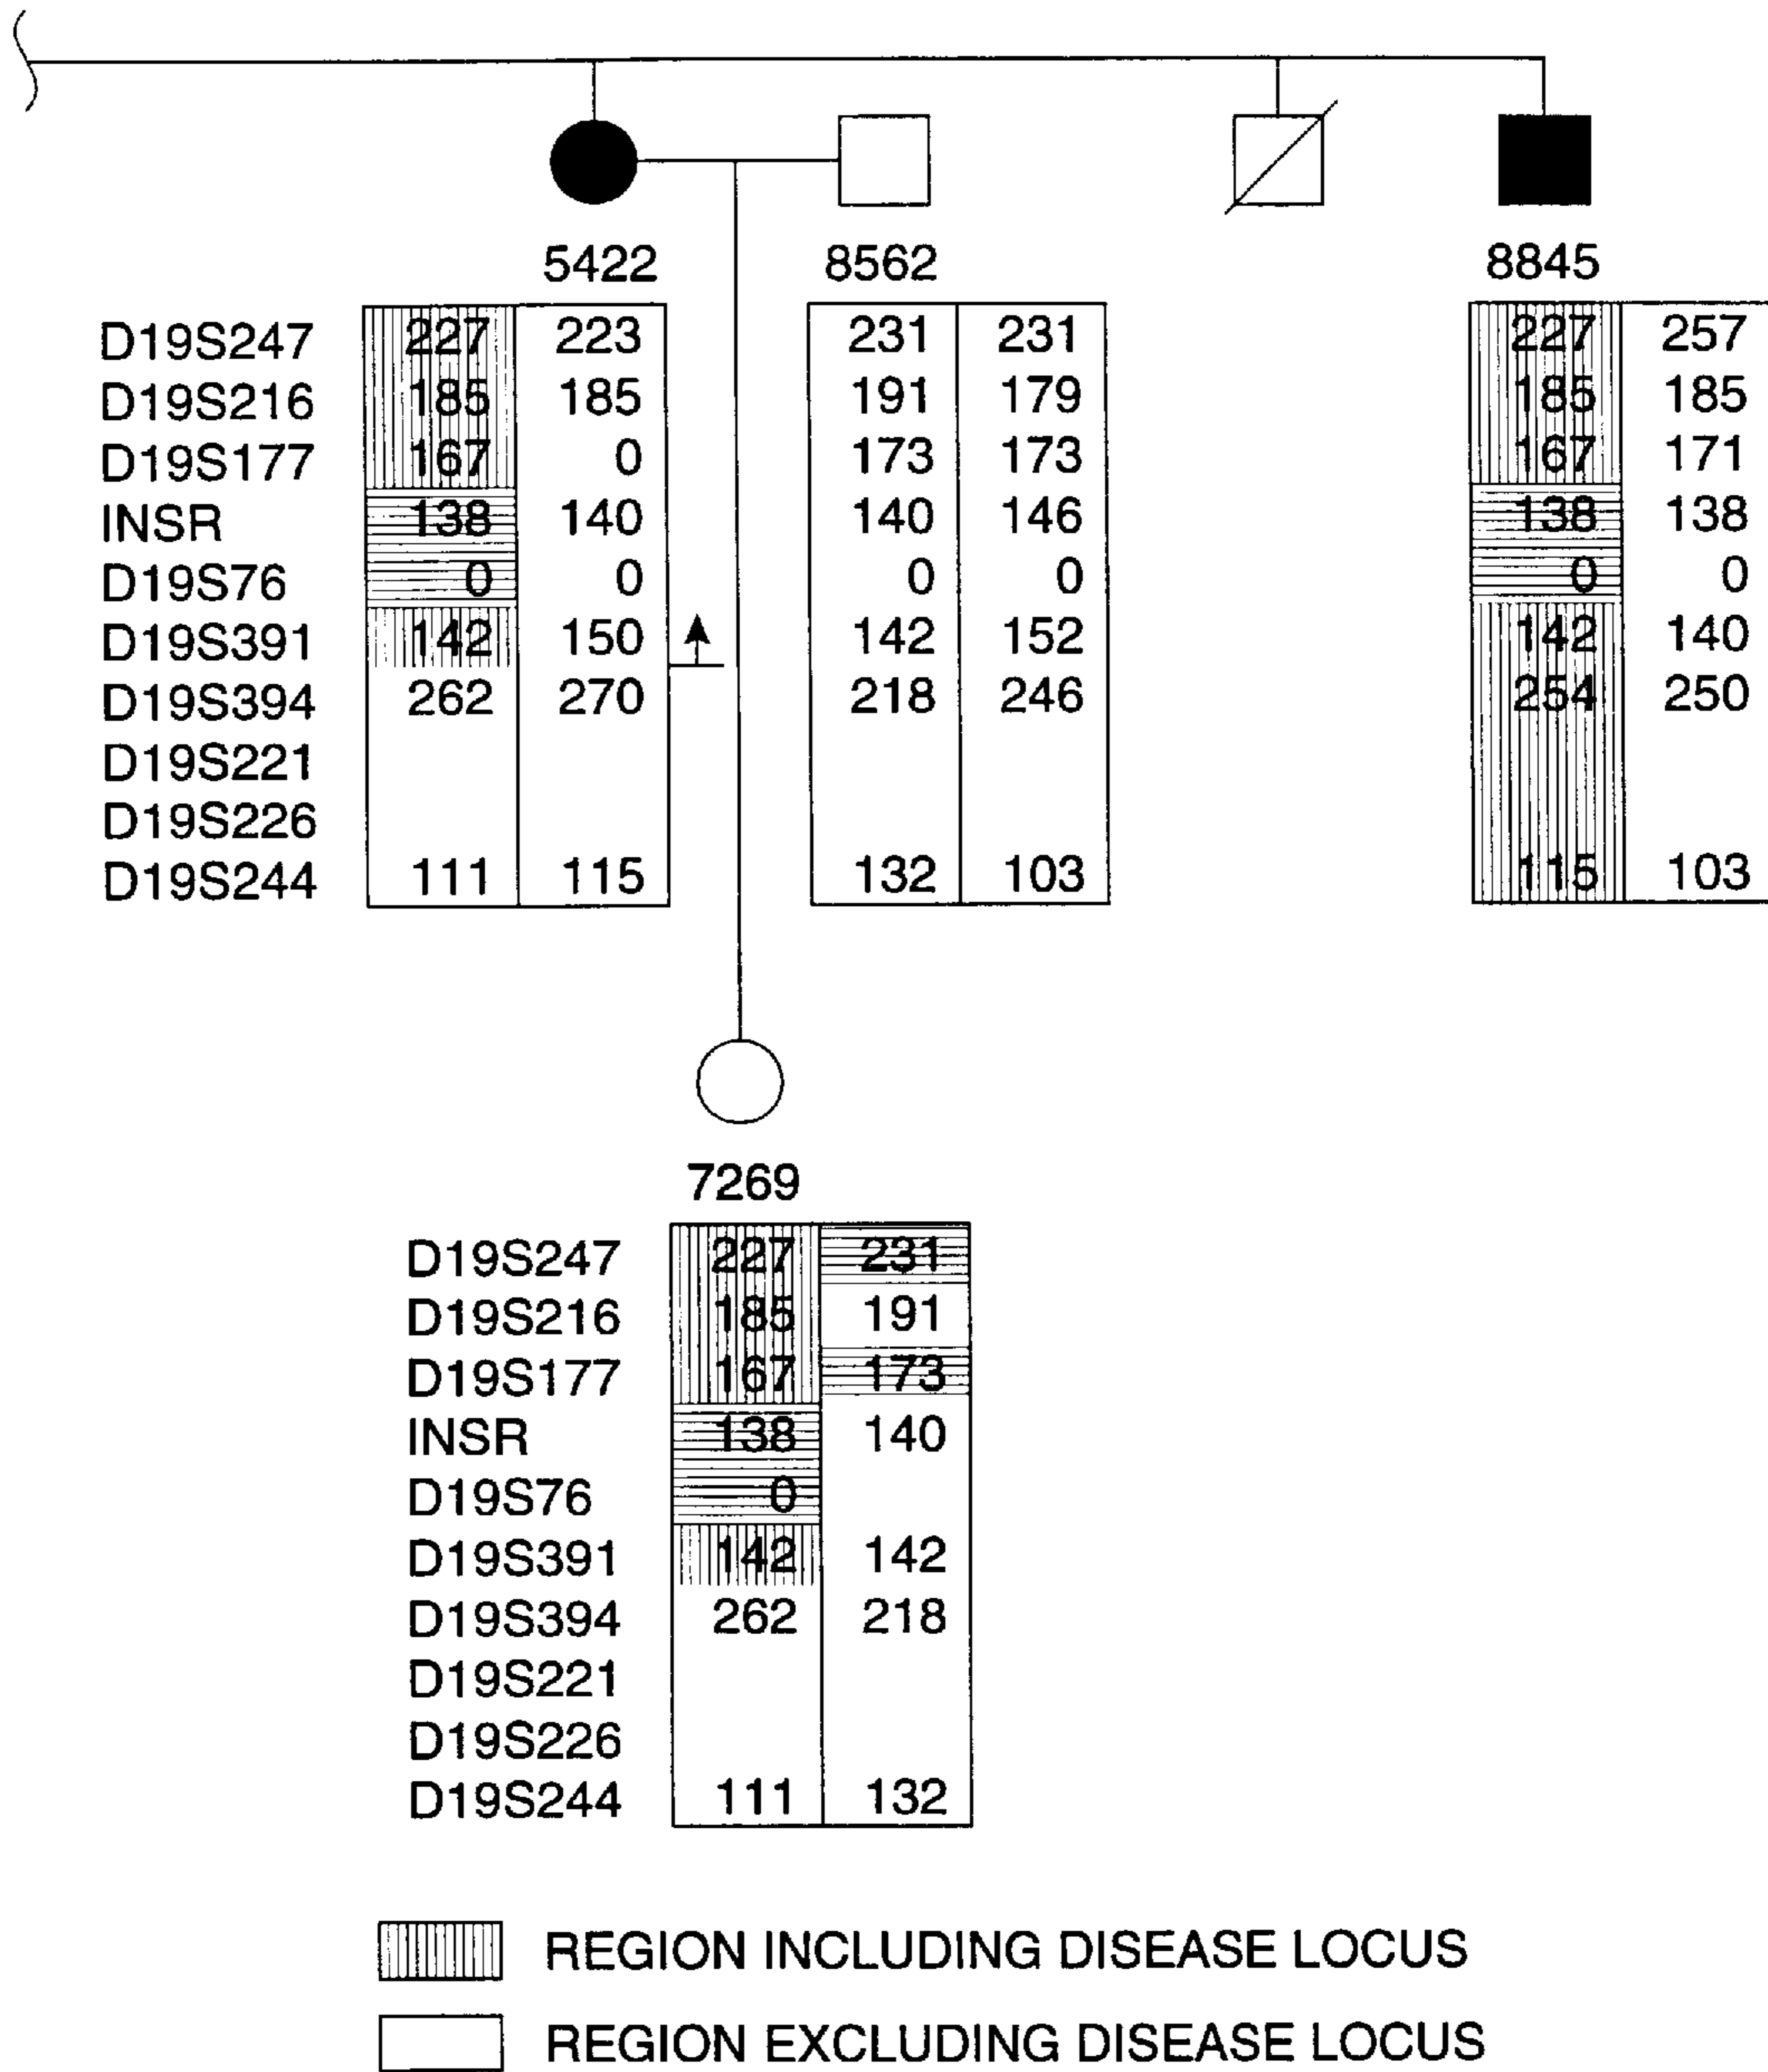 5422 8562 8845
D19S247 227 223 231 231 227 257
D19S216 185 185 191 179 185 185
D19S177 167 0 173 173 167 171
INSR 138 140 140 146 138 138
D19S76 0 0 0 0 0 0
D19S391 142 150 142 152 142 140
D19S394 262 270 218 246 254 250
D19S221
D19S226
D19S244 111 115 132 103 115 103
7269
D19S247 227 231
D19S216 185 191
D19S177 167 173
INSR 138 140
D19S76 0
D19S391 142 142
D19S394 262 218
D19S221
D19S226
D19S244 111 132
REGION INCLUDING DISEASE LOCUS
REGION EXCLUDING DISEASE LOCUS